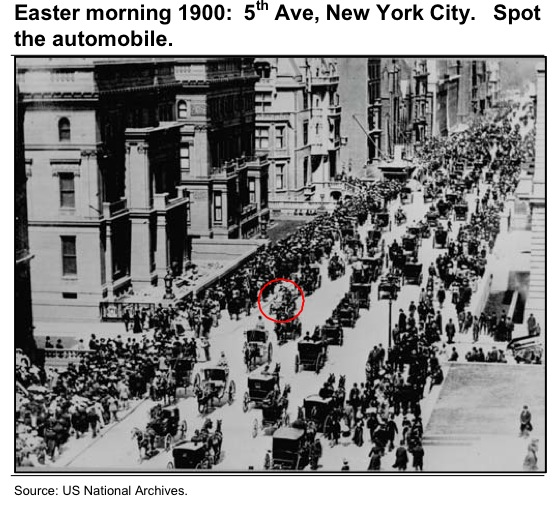 Easter morning 1900: 5th Ave, New York City. Spot
the automobile.
Source: US National Archives.